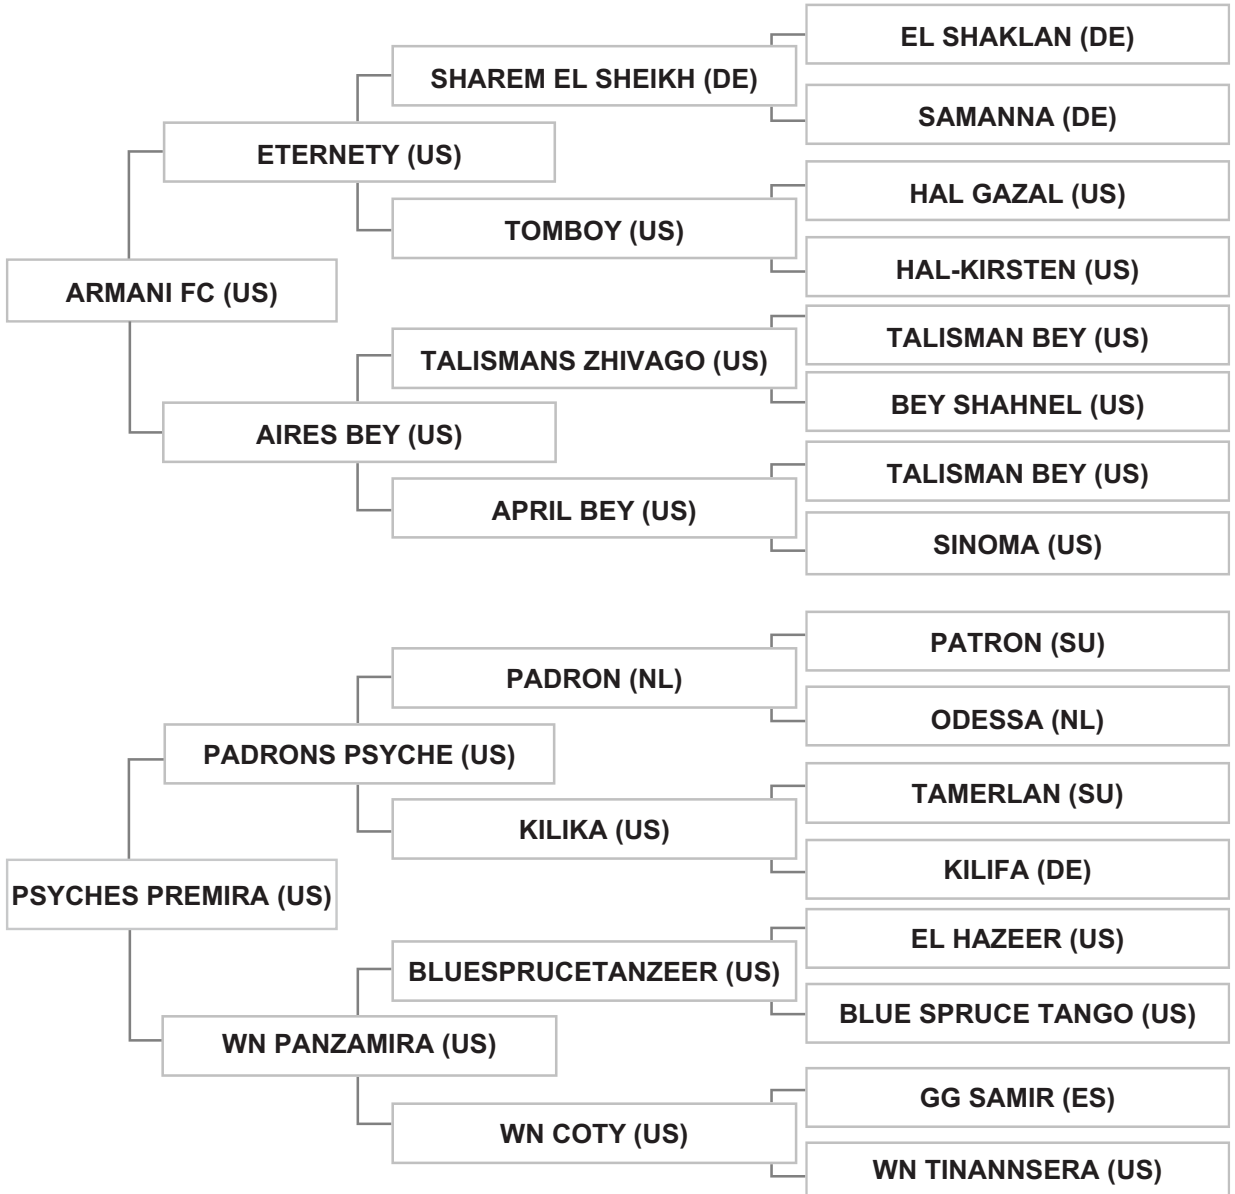 EL SHAKLAN (DE)
SHAREM EL SHEIKH (DE)
SAMANNA (DE)
ETERNETY (US)
HAL GAZAL (US)
TOMBOY (US)
HAL-KIRSTEN (US)
ARMANI FC (US)
TALISMAN BEY (US)
TALISMANS ZHIVAGO (US)
BEY SHAHNEL (US)
AIRES BEY (US)
TALISMAN BEY (US)
APRIL BEY (US)
SINOMA (US)
PATRON (SU)
PADRON (NL)
ODESSA (NL)
PADRONS PSYCHE (US)
TAMERLAN (SU)
KILIKA (US)
KILIFA (DE)
PSYCHES PREMIRA (US)
EL HAZEER (US)
BLUESPRUCETANZEER (US)
BLUE SPRUCE TANGO (US)
WN PANZAMIRA (US)
GG SAMIR (ES)
WN COTY (US)
WN TINANNSERA (US)